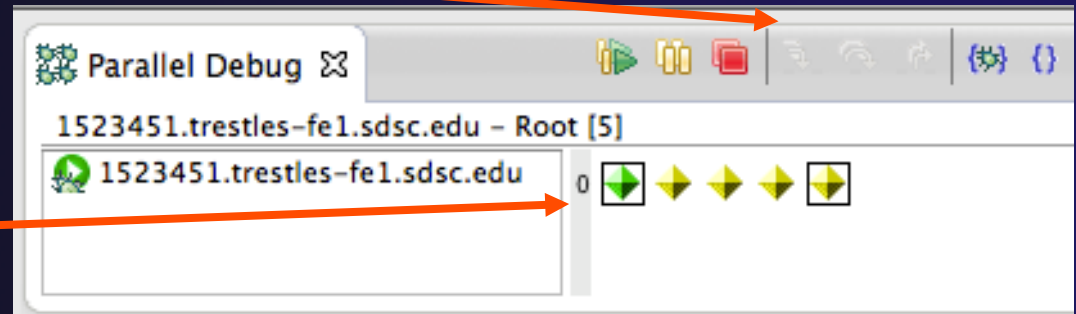 Parallel Debug
1523451.trestles-fe1.sdsc.edu - Root [5]
1523451.trestles-fe1.sdsc.edu
0